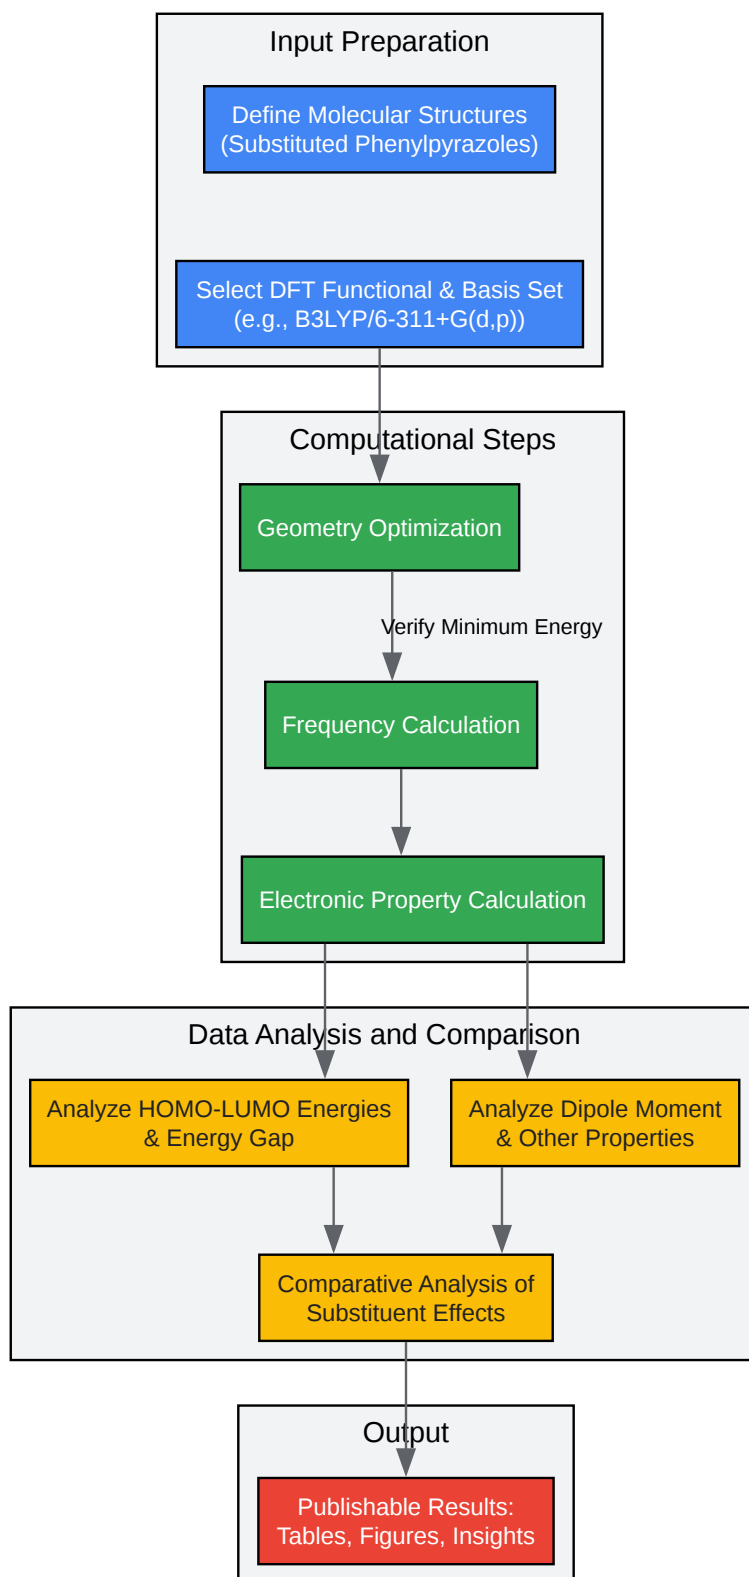 Input Preparation
Define Molecular Structures
(Substituted Phenylpyrazoles)
Select DFT Functional & Basis Set
(e.g., B3LYP/6-311+G(d,p))
Computational Steps
Geometry Optimization
Verify Minimum Energy
Frequency Calculation
Electronic Property Calculation
Data Analysis and Comparison
Analyze HOMO-LUMO Energies
& Energy Gap
Analyze Dipole Moment
& Other Properties
Comparative Analysis of
Substituent Effects
Output
Publishable Results:
Tables, Figures, Insights